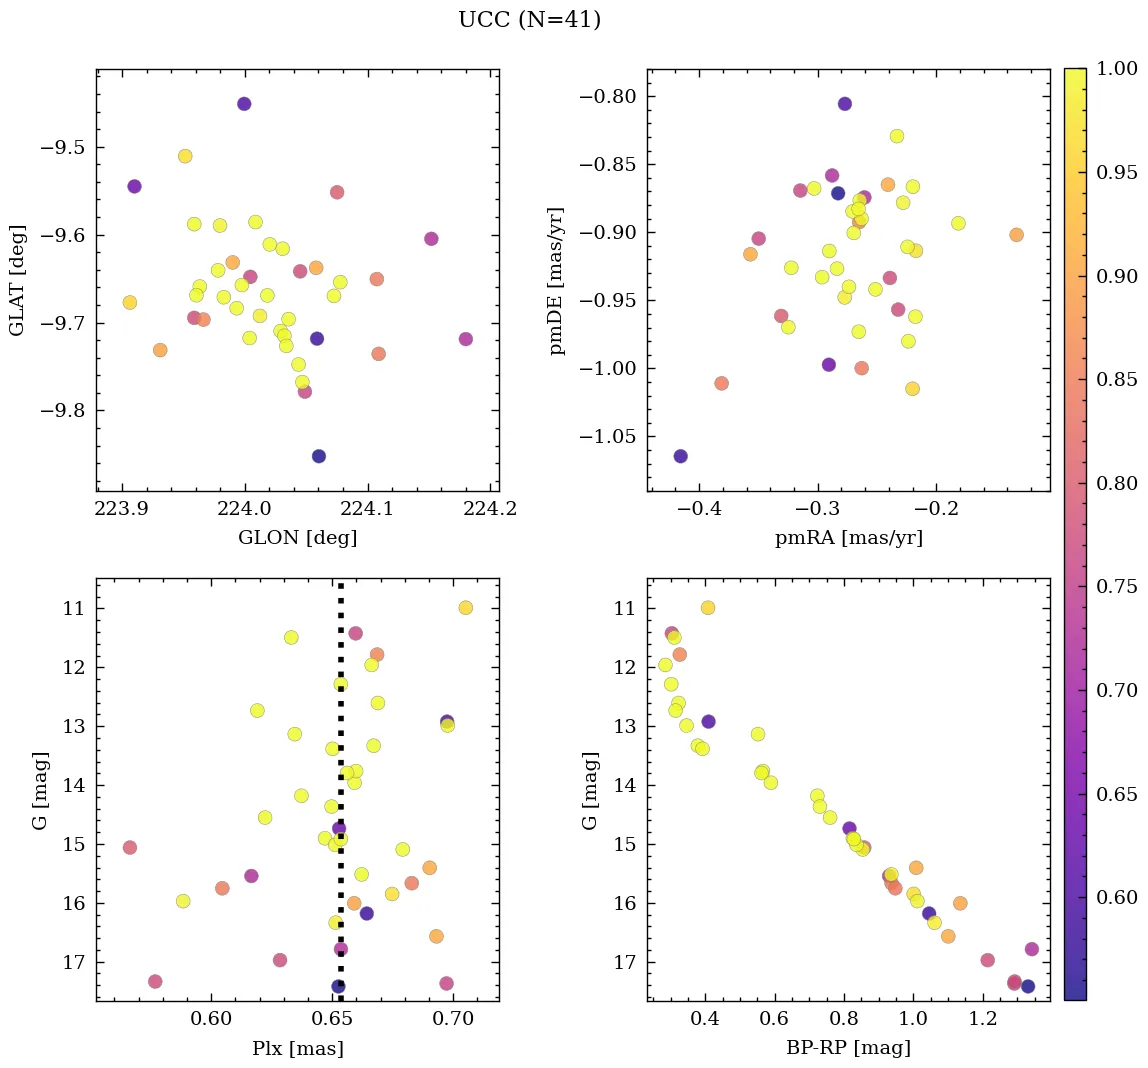 UCC (N=41)
−9.5
−9.6
−9.7
−9.8
GLAT [deg]
223.9 224.0 224.1 224.2
GLON [deg]
−0.80
−0.85
−0.90
−0.95
−1.00
−1.05
pmDE [mas/yr]
−0.4 −0.3 −0.2
pmRA [mas/yr]
11
12
13
14
15
16
17
G [mag]
0.60 0.65 0.70
Plx [mas]
11
12
13
14
15
16
17
G [mag]
0.4 0.6 0.8 1.0 1.2
BP-RP [mag]
1.00
0.95
0.90
0.85
0.80
0.75
0.70
0.65
0.60